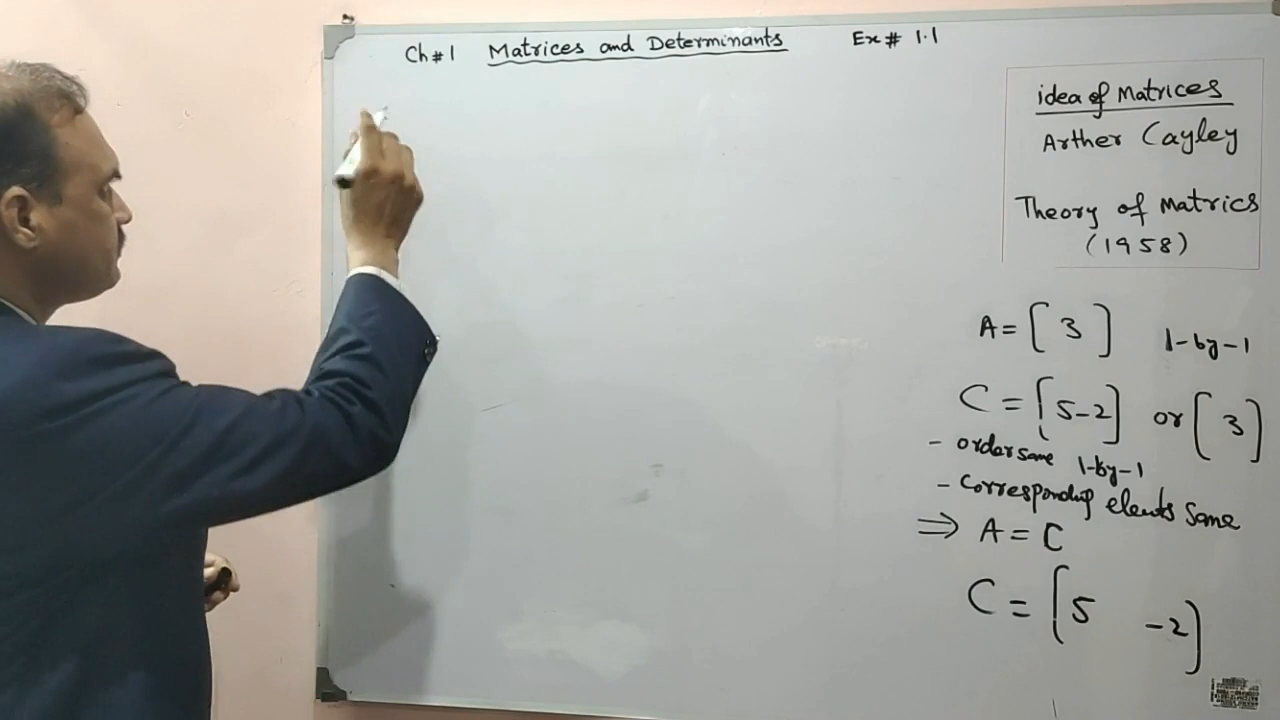 Ch # 1 Matrices and Determinants Ex # 1.1
idea of Matrices
Arther Cayley
Theory of Matrics
(1958)
A = [ 3 ] 1-by-1
C = [5-2] or [ 3 ]
- order same 1-by-1
- Corresponding elents Same
⇒ A = C
C = [5 -2]